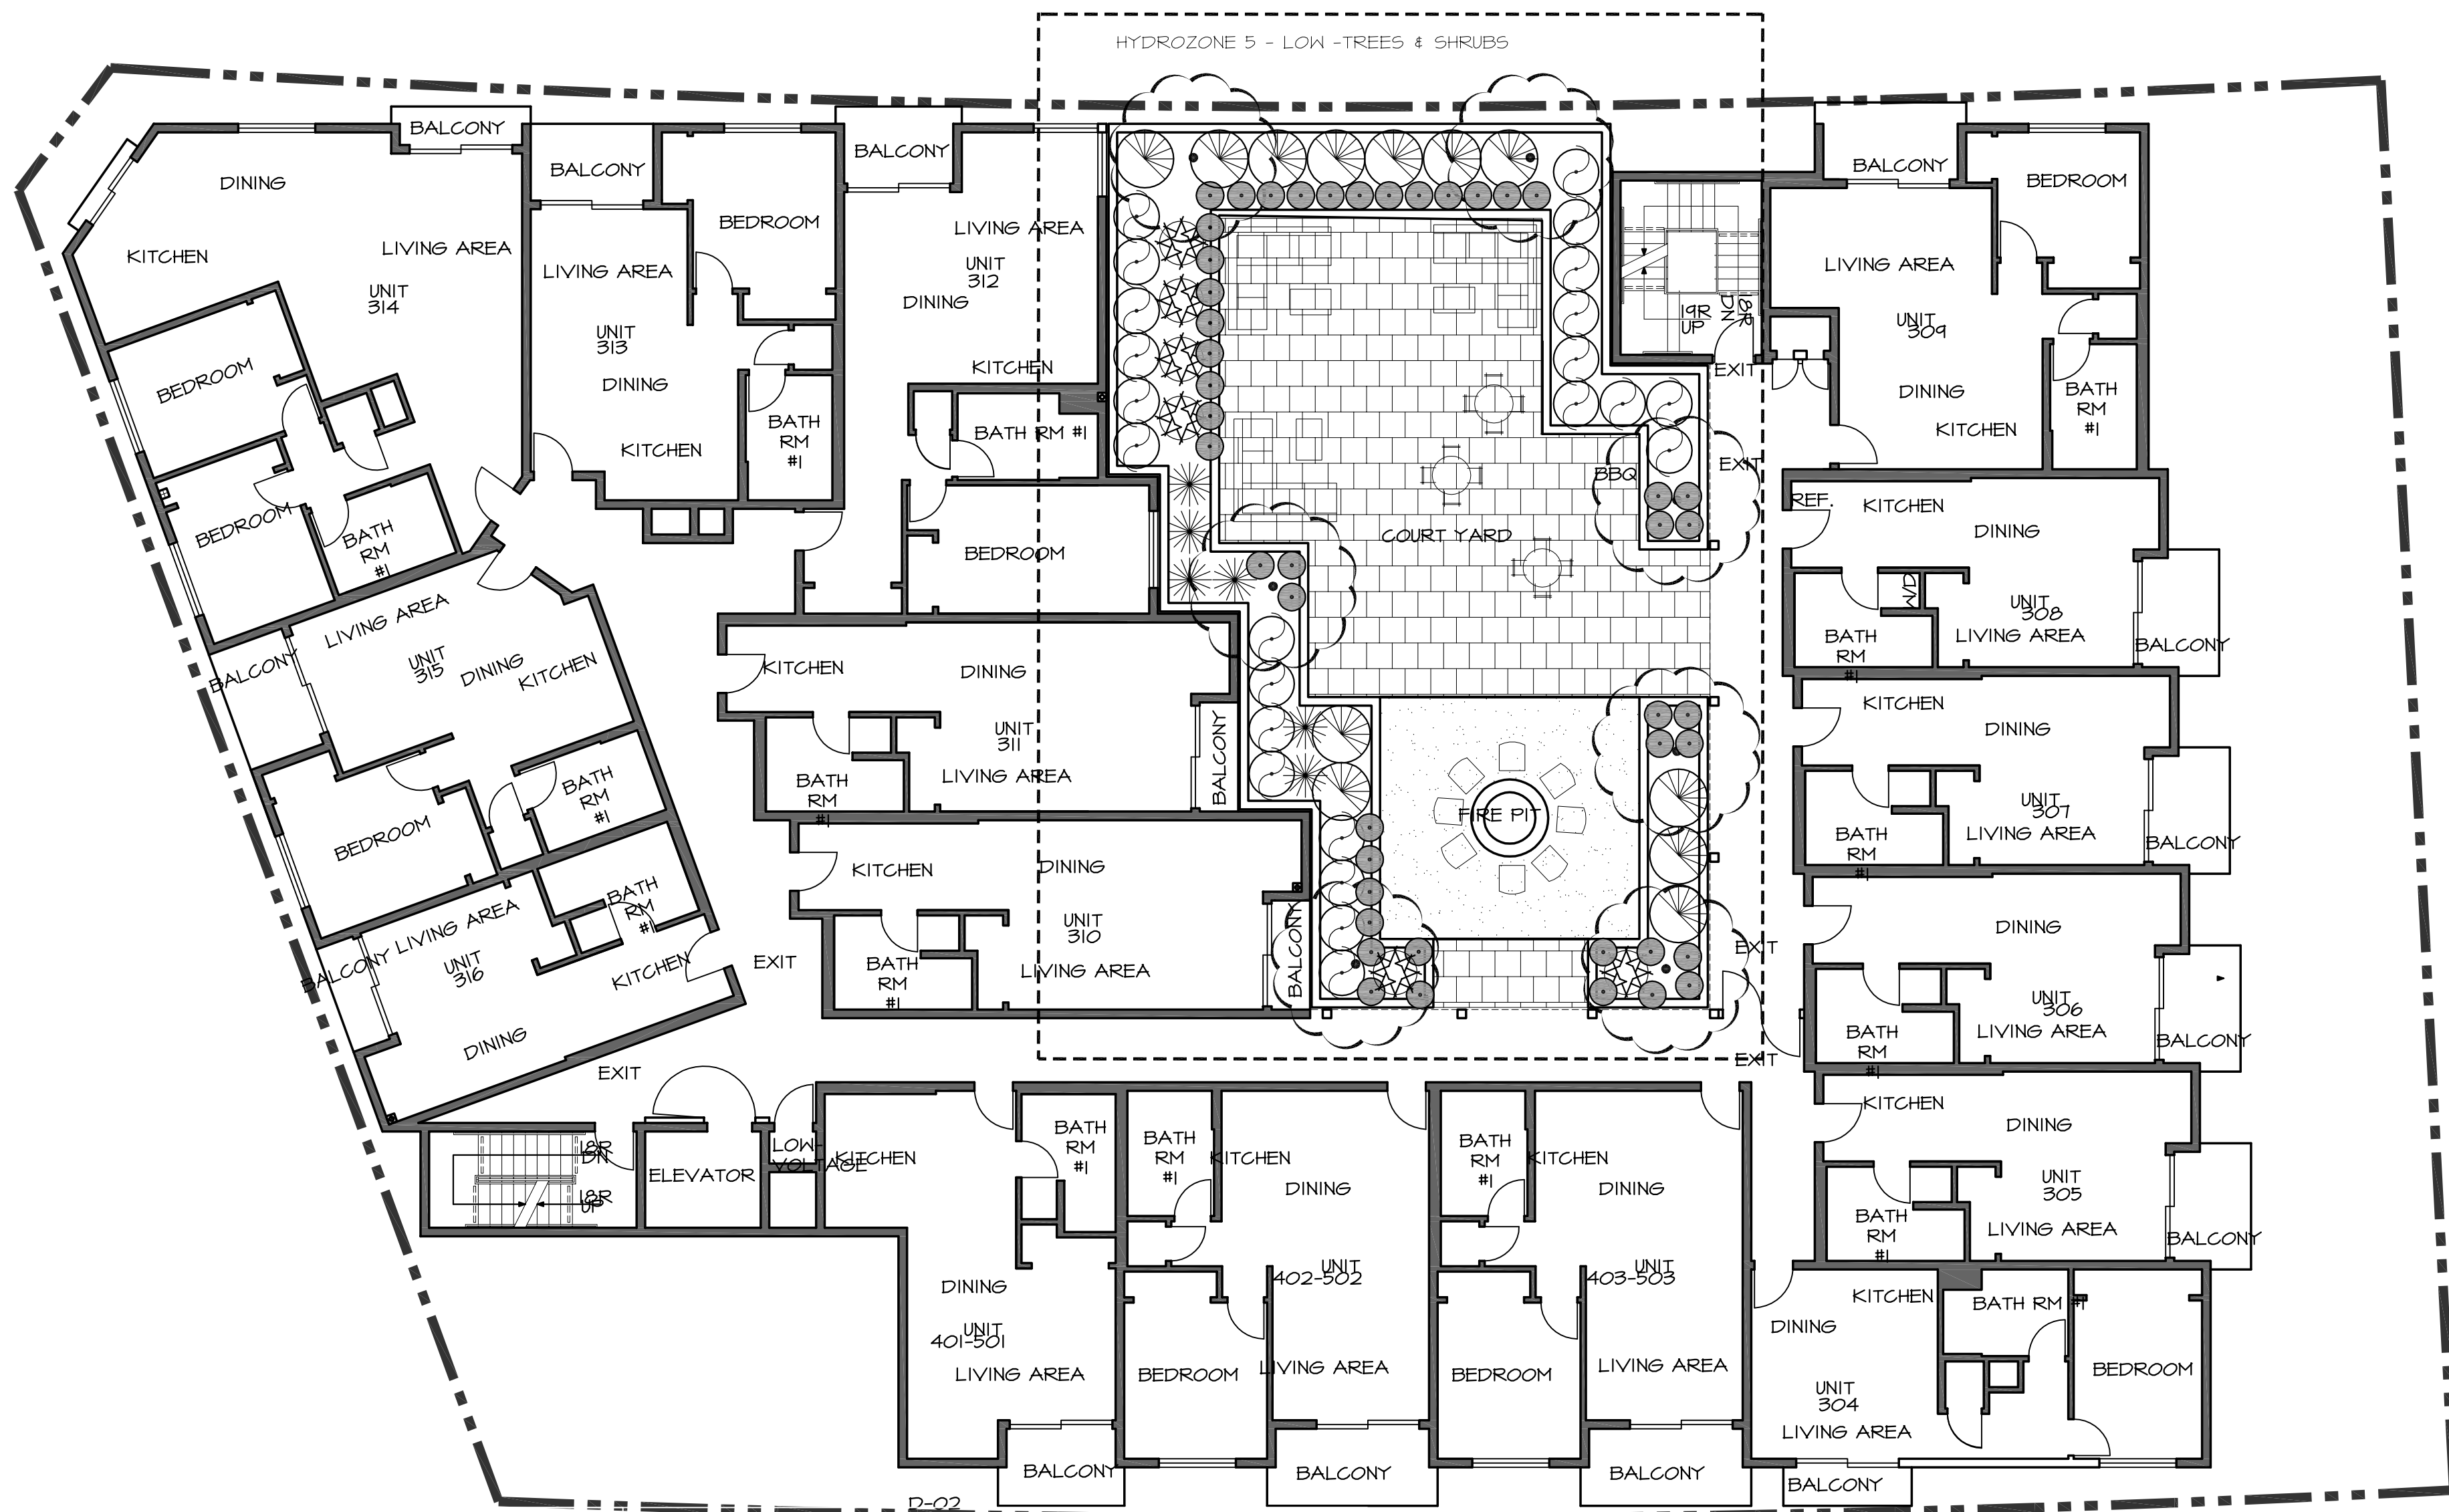 HYDROZONE 5 - LOW -TREES & SHRUBS
BALCONY
DINING
KITCHEN
LIVING AREA
UNIT
314
BEDROOM
BEDROOM
BATH
RM
#1
BALCONY
BEDROOM
LIVING AREA
UNIT
313
DINING
KITCHEN
BATH
RM
#1
BALCONY
LIVING AREA
UNIT
312
DINING
KITCHEN
BATH RM #1
BEDROOM
BALCONY
LIVING AREA
UNIT
315
DINING
KITCHEN
BATH
RM
#1
BEDROOM
BALCONY
LIVING AREA
UNIT
316
BATH
RM
#1
KITCHEN
DINING
EXIT
EXIT
KITCHEN
DINING
UNIT
311
LIVING AREA
BATH
RM
#1
BALCONY
KITCHEN
DINING
UNIT
310
LIVING AREA
BATH
RM
#1
BALCONY
COURT YARD
BBQ
FIRE PIT
19R
UP
18R
DN
EXIT
EXIT
EXIT
EXIT
BALCONY
BEDROOM
LIVING AREA
UNIT
309
DINING
KITCHEN
BATH
RM
#1
REF.
KITCHEN
DINING
W/D
UNIT
308
LIVING AREA
BATH
RM
#1
BALCONY
KITCHEN
DINING
UNIT
307
LIVING AREA
BATH
RM
#1
BALCONY
DINING
UNIT
306
LIVING AREA
BATH
RM
#1
BALCONY
KITCHEN
DINING
UNIT
305
LIVING AREA
BATH
RM
#1
BALCONY
18R
DN
18R
UP
ELEVATOR
LOW-
VOLTAGE
KITCHEN
BATH
RM
#1
DINING
UNIT
401-501
LIVING AREA
BALCONY
BATH
RM
#1
KITCHEN
DINING
UNIT
402-502
BEDROOM
LIVING AREA
BALCONY
BATH
RM
#1
KITCHEN
DINING
UNIT
403-503
BEDROOM
LIVING AREA
BALCONY
KITCHEN
BATH RM #1
DINING
UNIT
304
LIVING AREA
BEDROOM
BALCONY
D-02